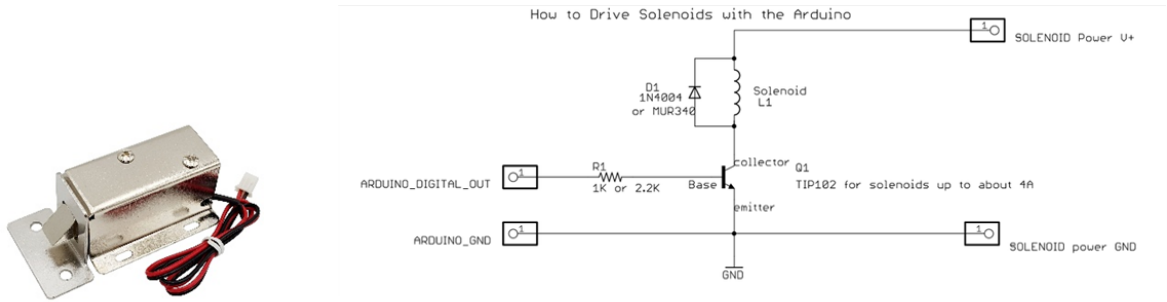 How to Drive Solenoids with the Arduino
1
SOLENOID Power V+
D1
1N4004
or MUR340
Solenoid
L1
collector
Q1
TIP102 for solenoids up to about 4A
ARDUINO_DIGITAL_OUT
1
R1
1K or 2.2K
Base
emitter
ARDUINO_GND
1
1
SOLENOID power GND
GND